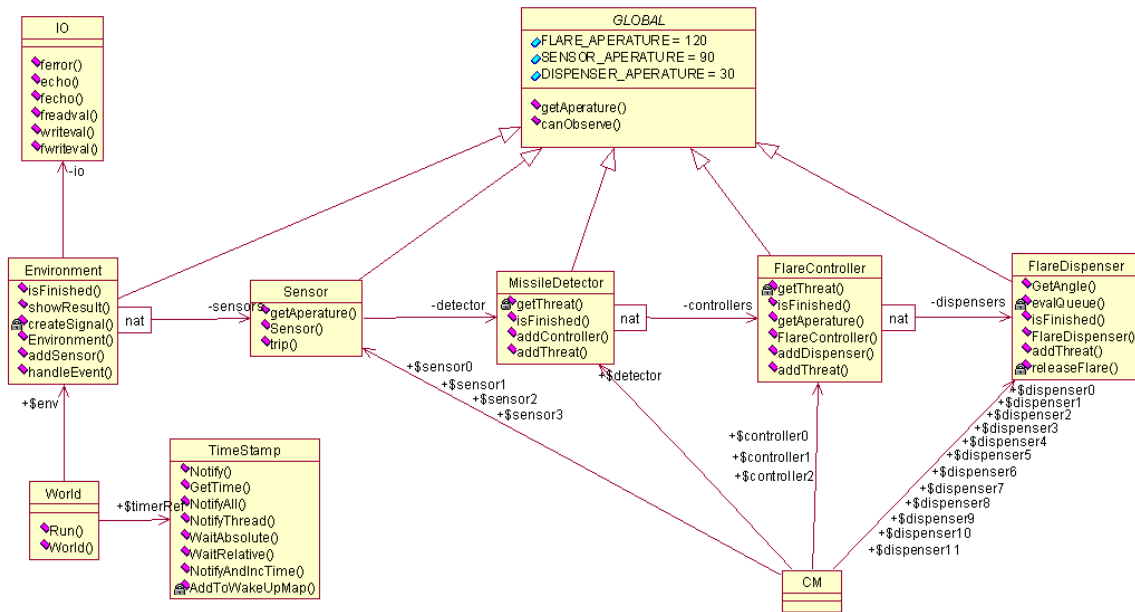 IO
ferror()
echo()
fecho()
freadval()
writeval()
fwriteval()
-io
GLOBAL
FLARE_APERATURE = 120
SENSOR_APERATURE = 90
DISPENSER_APERATURE = 30
getAperature()
canObserve()
Environment
isFinished()
showResult()
createSignal()
Environment()
addSensor()
handleEvent()
nat
-sensors
Sensor
getAperature()
Sensor()
trip()
-detector
MissileDetector
getThreat()
isFinished()
addController()
addThreat()
nat
-controllers
FlareController
getThreat()
isFinished()
getAperature()
FlareController()
addDispenser()
addThreat()
nat
-dispensers
FlareDispenser
GetAngle()
evalQueue()
isFinished()
FlareDispenser()
addThreat()
releaseFlare()
+$env
+$sensor0
+$sensor1
+$sensor2
+$sensor3
+$detector
+$controller0
+$controller1
+$controller2
+$dispenser0
+$dispenser1
+$dispenser2
+$dispenser3
+$dispenser4
+$dispenser5
+$dispenser6
+$dispenser7
+$dispenser8
+$dispenser9
+$dispenser10
+$dispenser11
World
Run()
World()
+$timerRef
TimeStamp
Notify()
GetTime()
NotifyAll()
NotifyThread()
WaitAbsolute()
WaitRelative()
NotifyAndIncTime()
AddToWakeUpMap()
CM